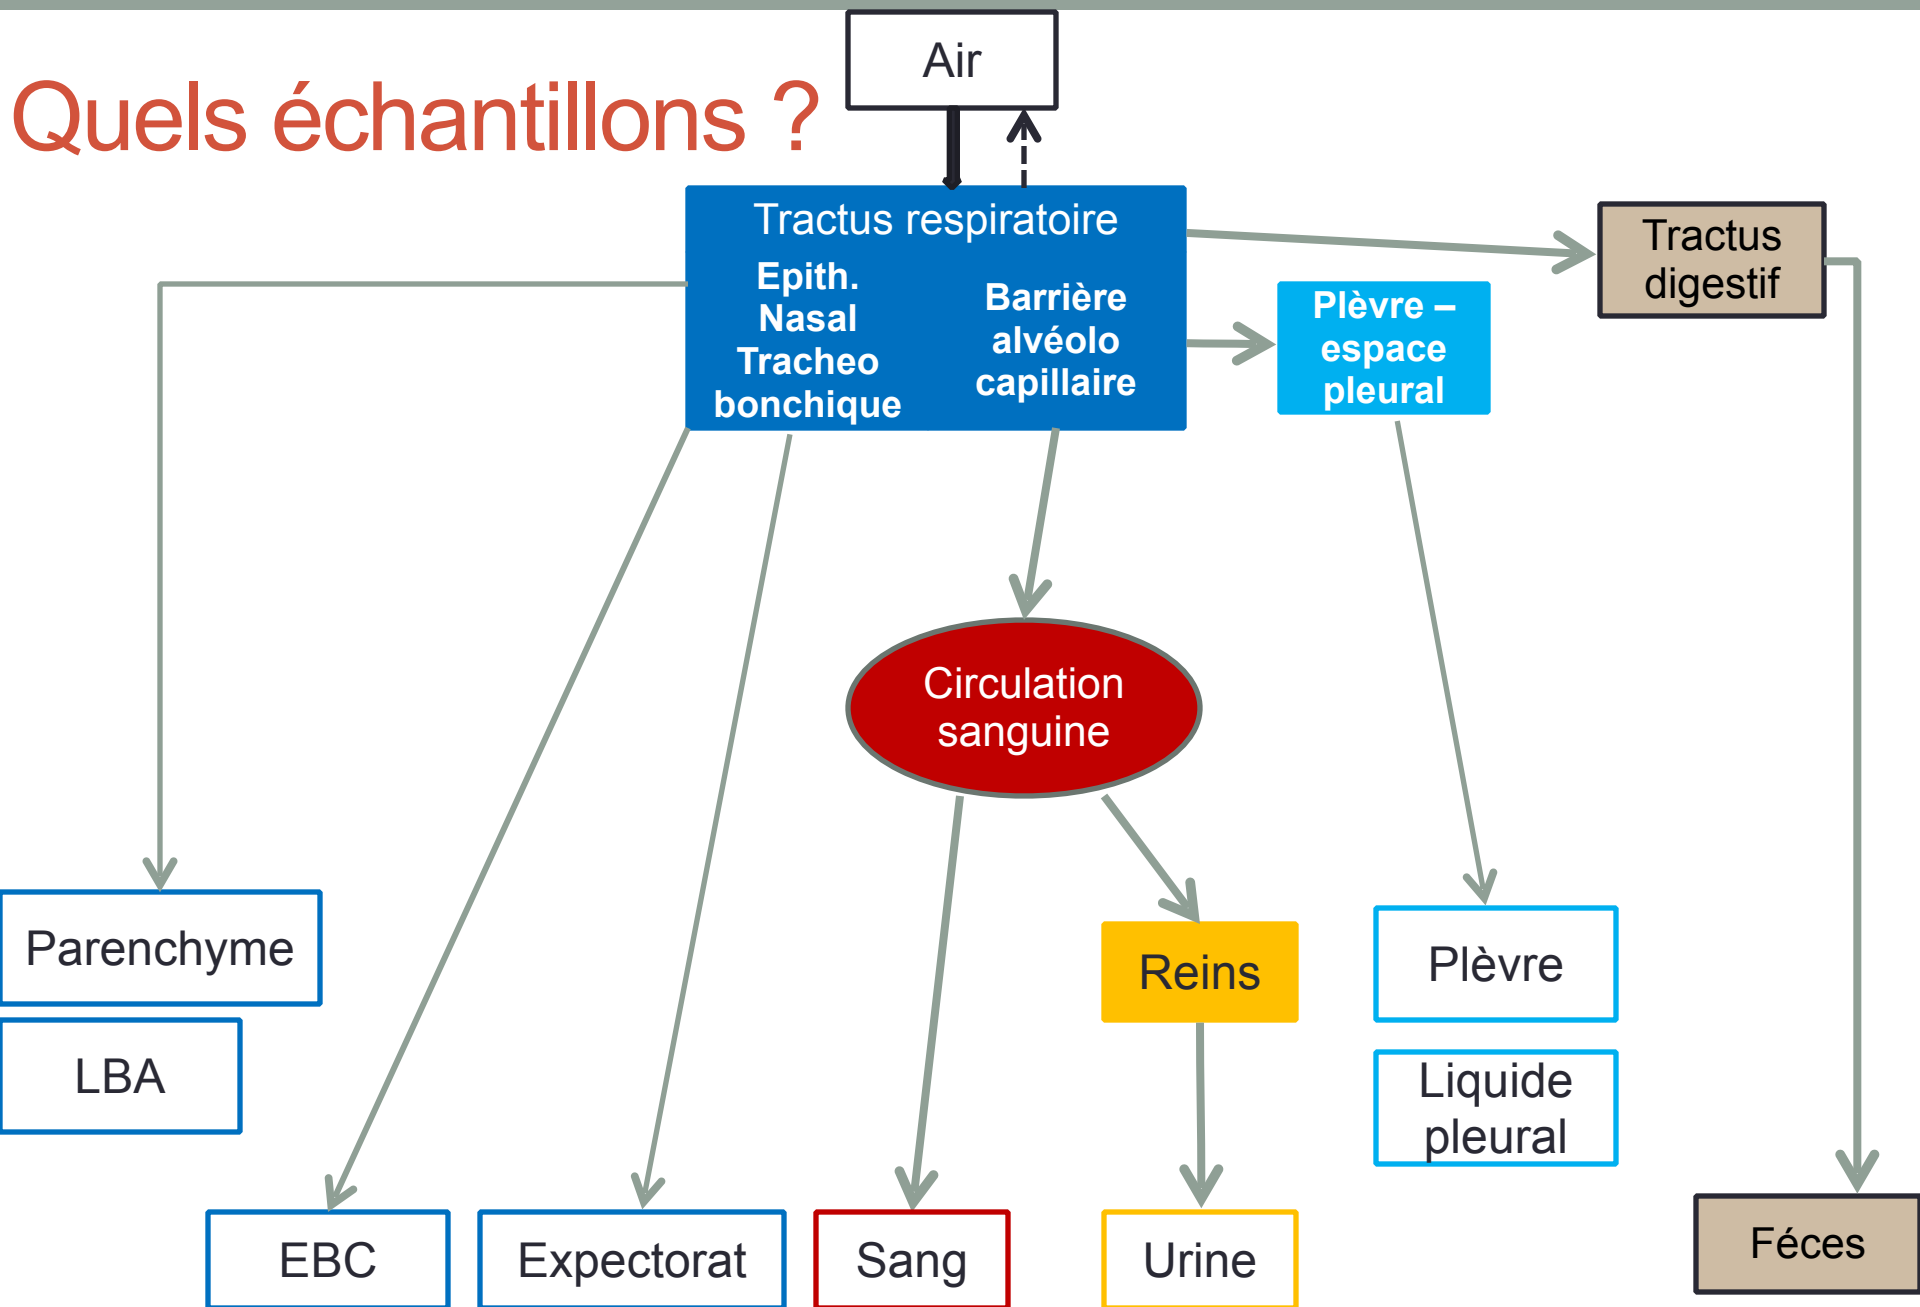 Air
Quels échantillons ?
Tractus respiratoire
Epith.
Nasal
Tracheo
bonchique
Barrière
alvéolo
capillaire
Plèvre –
espace
pleural
Tractus
digestif
Circulation
sanguine
Parenchyme
LBA
Reins
Plèvre
Liquide
pleural
EBC
Expectorat
Sang
Urine
Féces